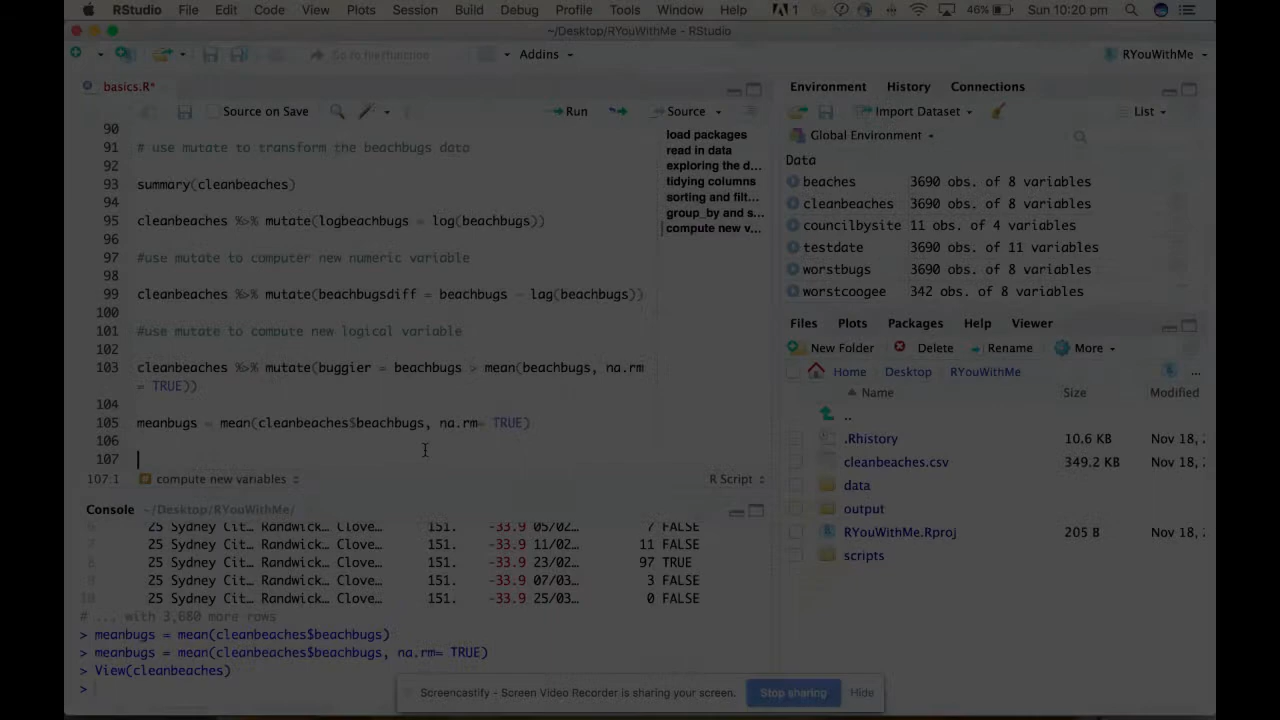 RStudio File Edit Code View Plots Session Build Debug Profile Tools Window Help 1 46% Sun 10:20 pm
~/Desktop/RYouWithMe - RStudio
Go to file/function Addins RYouWithMe
basics.R*
Source on Save Run Source
90
91 # use mutate to transform the beachbugs data
92
93 summary(cleanbeaches)
94
95 cleanbeaches %>% mutate(logbeachbugs = log(beachbugs))
96
97 #use mutate to computer new numeric variable
98
99 cleanbeaches %>% mutate(beachbugsdiff = beachbugs - lag(beachbugs))
100
101 #use mutate to compute new logical variable
102
103 cleanbeaches %>% mutate(buggier = beachbugs > mean(beachbugs, na.rm
= TRUE))
104
105 meanbugs = mean(cleanbeaches$beachbugs, na.rm= TRUE)
106
107
load packages
read in data
exploring the d...
tidying columns
sorting and filt...
group_by and s...
compute new v...
107:1 compute new variables R Script
Console ~/Desktop/RYouWithMe/
6 25 Sydney Cit… Randwick… Clove… 151. -33.9 05/02… 7 FALSE
7 25 Sydney Cit… Randwick… Clove… 151. -33.9 11/02… 11 FALSE
8 25 Sydney Cit… Randwick… Clove… 151. -33.9 23/02… 97 TRUE
9 25 Sydney Cit… Randwick… Clove… 151. -33.9 07/03… 3 FALSE
10 25 Sydney Cit… Randwick… Clove… 151. -33.9 25/03… 0 FALSE
# ... with 3,680 more rows
> meanbugs = mean(cleanbeaches$beachbugs)
> meanbugs = mean(cleanbeaches$beachbugs, na.rm= TRUE)
> View(cleanbeaches)
>
Environment History Connections
Import Dataset List
Global Environment
Data
beaches 3690 obs. of 8 variables
cleanbeaches 3690 obs. of 8 variables
councilbysite 11 obs. of 4 variables
testdate 3690 obs. of 11 variables
worstbugs 3690 obs. of 8 variables
worstcoogee 342 obs. of 8 variables
Files Plots Packages Help Viewer
New Folder Delete Rename More
Home Desktop RYouWithMe ...
Name Size Modified
..
.Rhistory 10.6 KB Nov 18,
cleanbeaches.csv 349.2 KB Nov 18,
data
output
RYouWithMe.Rproj 205 B Nov 18,
scripts
Screencastify - Screen Video Recorder is sharing your screen. Stop sharing Hide